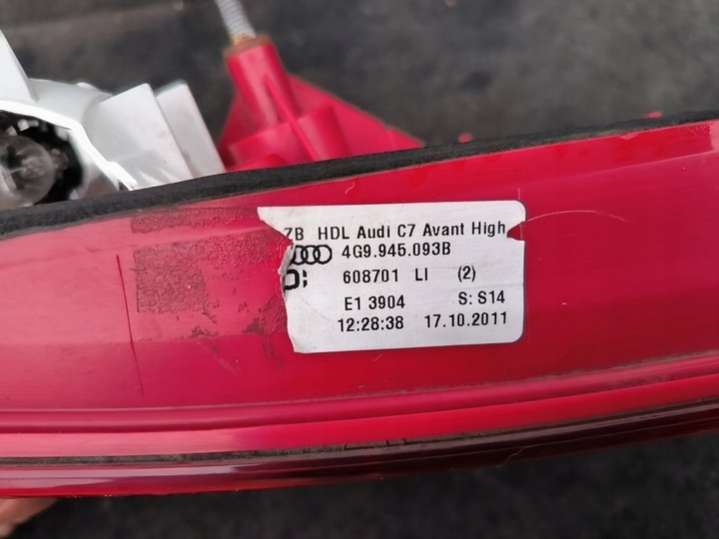 ZB HDL Audi C7 Avant High
4G9.945.093B
608701 LI (2)
E1 3904 S: S14
12:28:38 17.10.2011